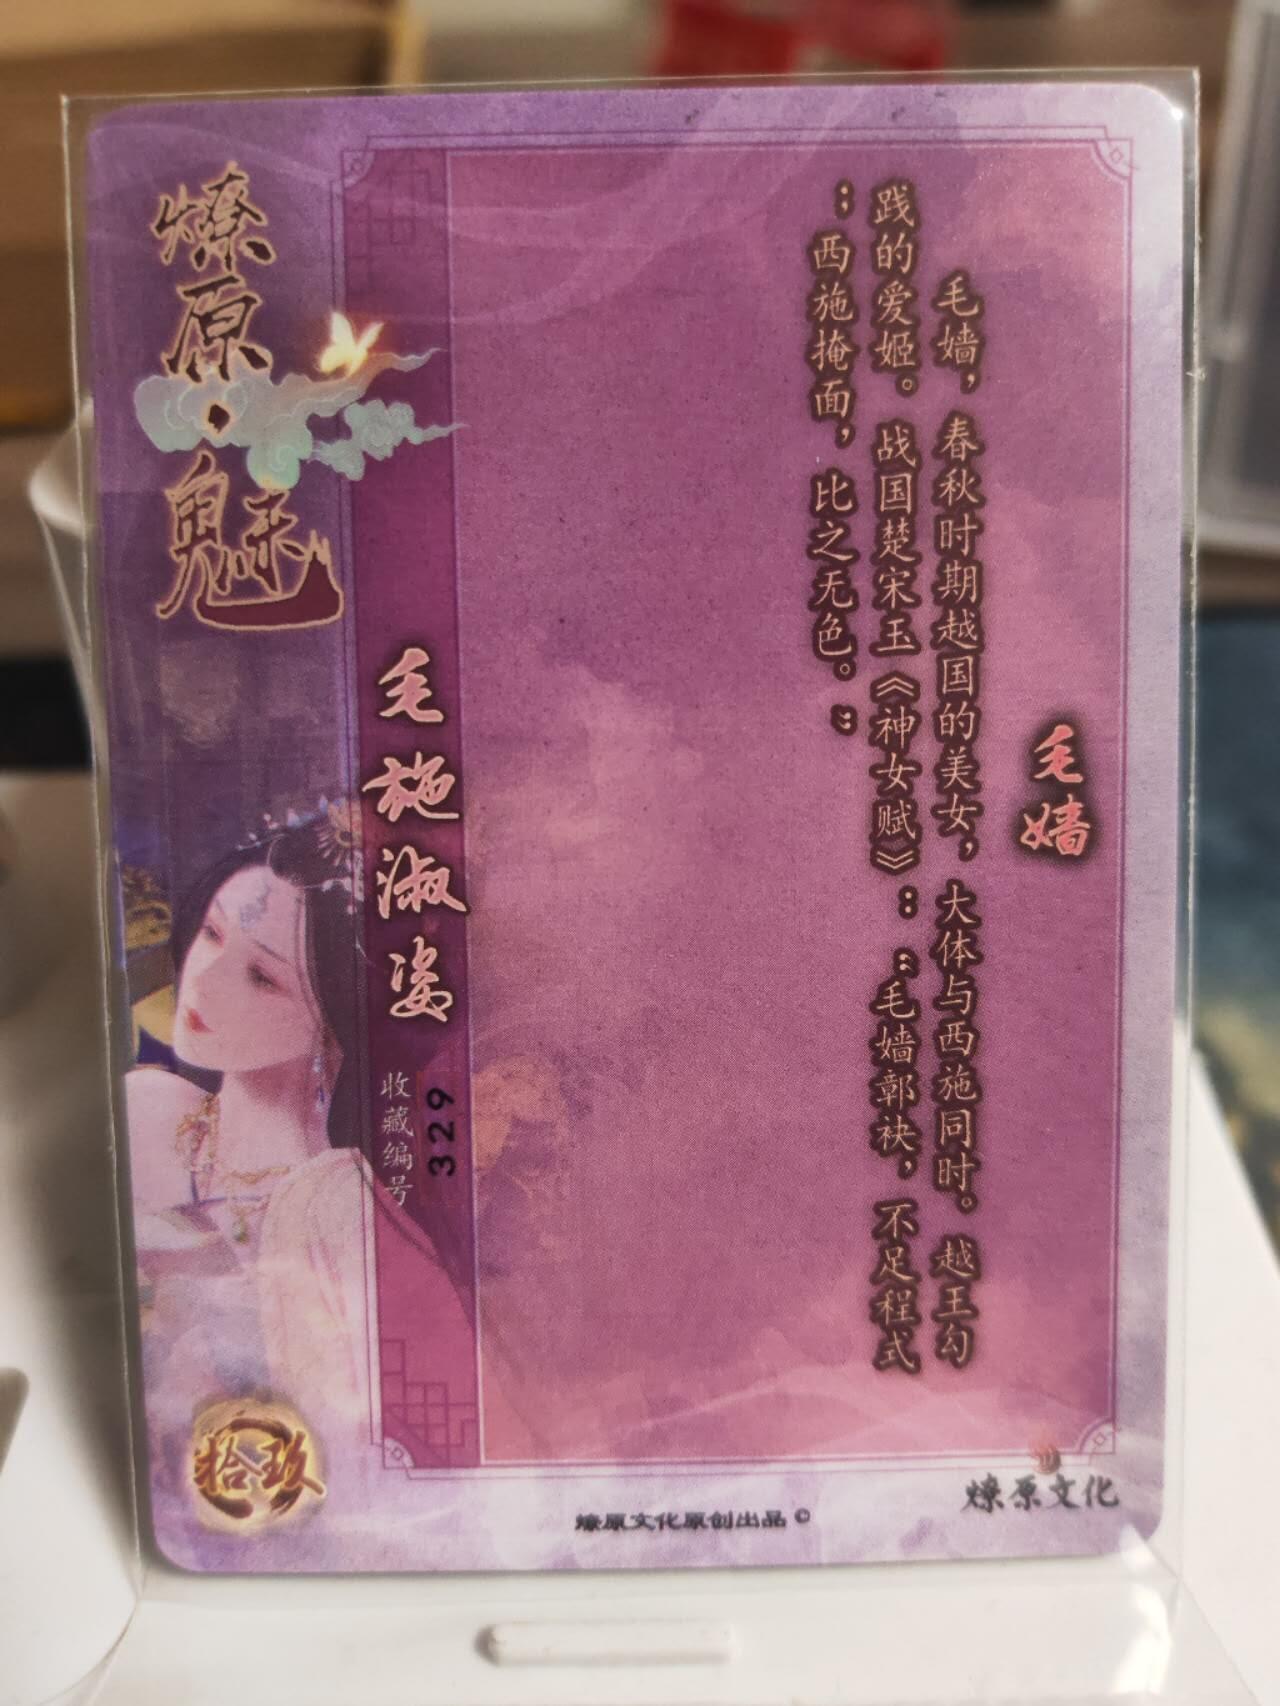 毛嫱
毛嫱，春秋时期越国的美女，大体与西施同时。越王勾
践的爱姬。战国楚宋玉《神女赋》：“毛嫱鄣袂，不足程式
；西施掩面，比之无色。”
燎原·魅
毛施淑姿
收藏编号
329
拾玖
燎原文化原创出品 ©
燎原文化